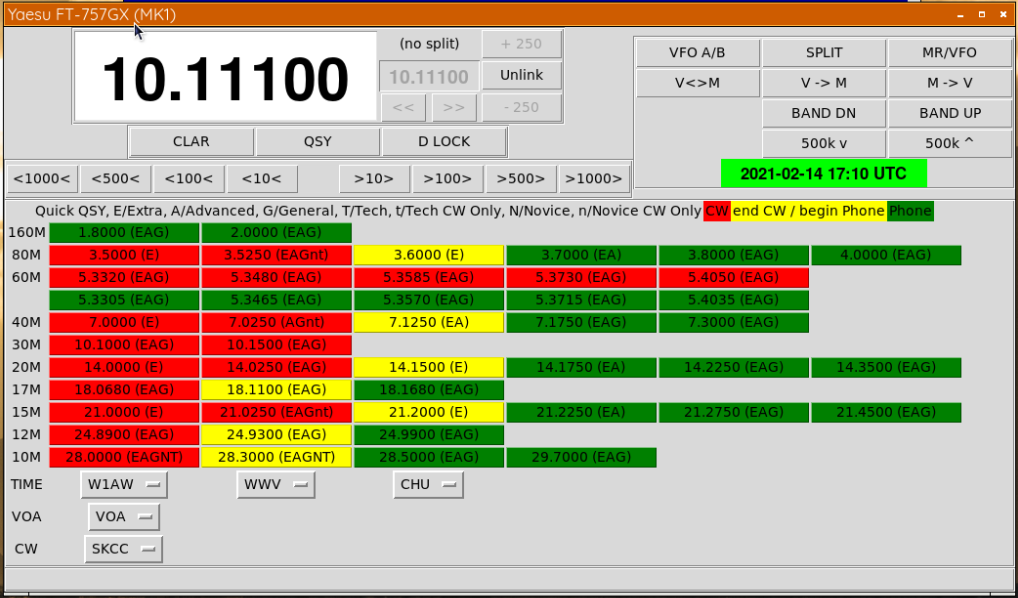 Yaesu FT-757GX (MK1)
10.11100
(no split)
+ 250
10.11100
Unlink
<< >>
- 250
VFO A/B SPLIT MR/VFO
V<>M V -> M M -> V
BAND DN BAND UP
500k v 500k ^
CLAR QSY D LOCK
<1000< <500< <100< <10< >10> >100> >500> >1000>
2021-02-14 17:10 UTC
Quick QSY, E/Extra, A/Advanced, G/General, T/Tech, t/Tech CW Only, N/Novice, n/Novice CW Only CW end CW / begin Phone Phone
160M 1.8000 (EAG) 2.0000 (EAG)
80M 3.5000 (E) 3.5250 (EAGnt) 3.6000 (E) 3.7000 (EA) 3.8000 (EAG) 4.0000 (EAG)
60M 5.3320 (EAG) 5.3480 (EAG) 5.3585 (EAG) 5.3730 (EAG) 5.4050 (EAG)
5.3305 (EAG) 5.3465 (EAG) 5.3570 (EAG) 5.3715 (EAG) 5.4035 (EAG)
40M 7.0000 (E) 7.0250 (AGnt) 7.1250 (EA) 7.1750 (EAG) 7.3000 (EAG)
30M 10.1000 (EAG) 10.1500 (EAG)
20M 14.0000 (E) 14.0250 (EAG) 14.1500 (E) 14.1750 (EA) 14.2250 (EAG) 14.3500 (EAG)
17M 18.0680 (EAG) 18.1100 (EAG) 18.1680 (EAG)
15M 21.0000 (E) 21.0250 (EAGnt) 21.2000 (E) 21.2250 (EA) 21.2750 (EAG) 21.4500 (EAG)
12M 24.8900 (EAG) 24.9300 (EAG) 24.9900 (EAG)
10M 28.0000 (EAGNT) 28.3000 (EAGNT) 28.5000 (EAG) 29.7000 (EAG)
TIME W1AW WWV CHU
VOA VOA
CW SKCC